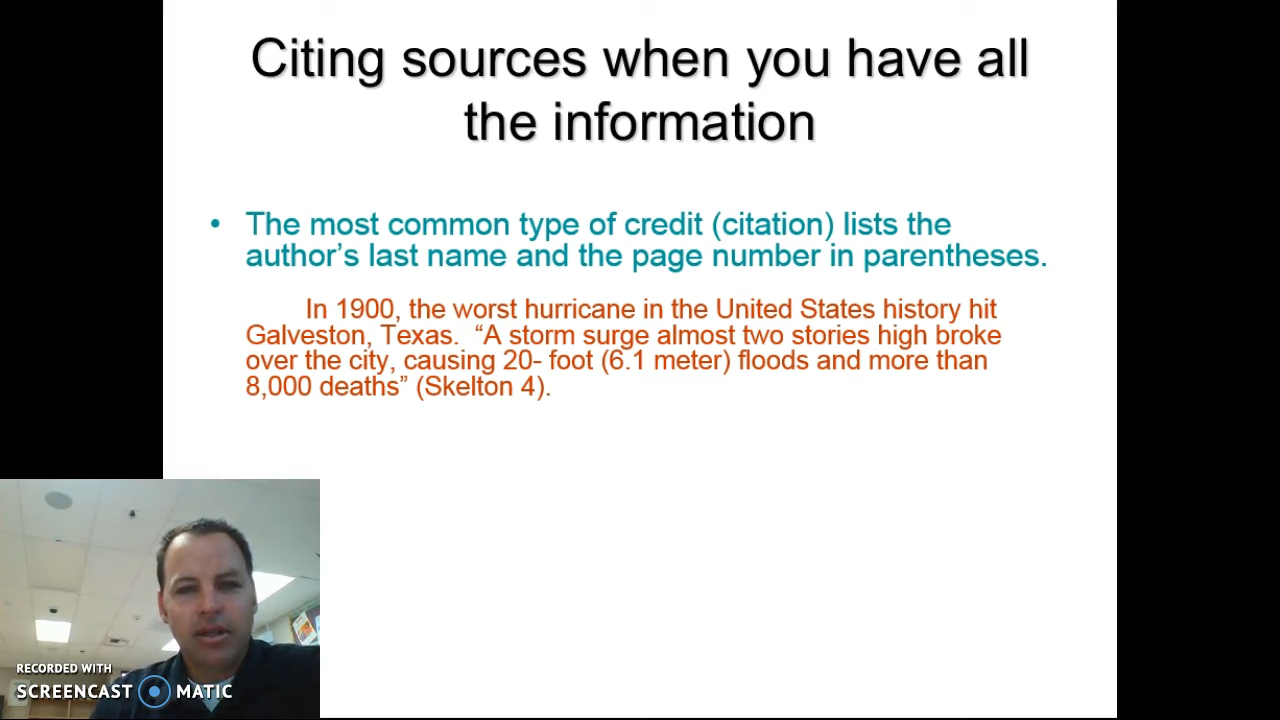 Citing sources when you have all
the information
• The most common type of credit (citation) lists the
author’s last name and the page number in parentheses.
In 1900, the worst hurricane in the United States history hit
Galveston, Texas.  “A storm surge almost two stories high broke
over the city, causing 20- foot (6.1 meter) floods and more than
8,000 deaths” (Skelton 4).
RECORDED WITH
SCREENCAST MATIC